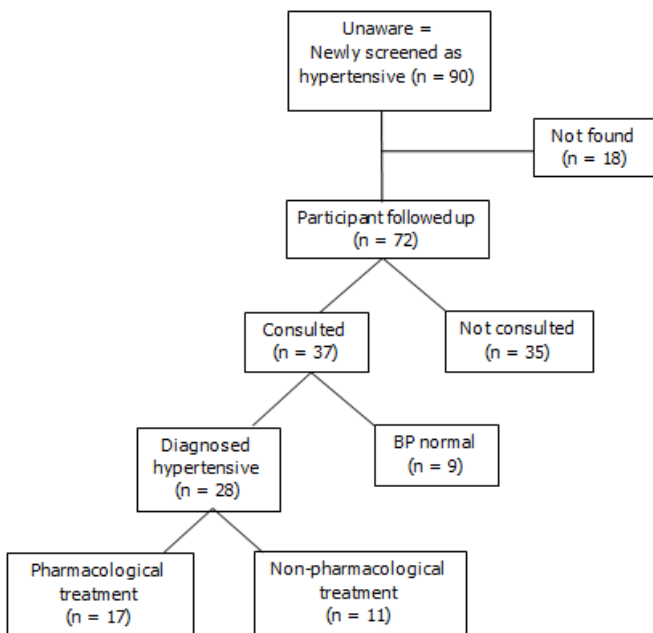 Unaware =
Newly screened as
hypertensive (n = 90)
Not found
(n = 18)
Participant followed up
(n = 72)
Consulted
(n = 37)
Not consulted
(n = 35)
Diagnosed
hypertensive
(n = 28)
BP normal
(n = 9)
Pharmacological
treatment
(n = 17)
Non-pharmacological
treatment
(n = 11)